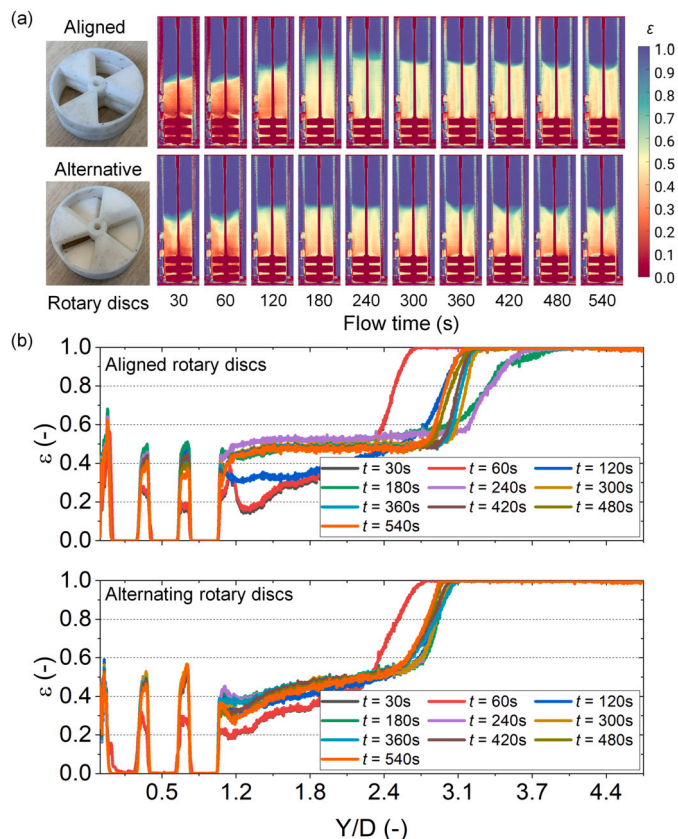 (a) Aligned
ε
1.0
0.9
0.8
0.7
0.6
0.5
0.4
0.3
0.2
0.1
0.0
Alternative
Rotary discs 30 60 120 180 240 300 360 420 480 540
Flow time (s)
(b)
Aligned rotary discs
ε (-)
1.0
0.8
0.6
0.4
0.2
0.0
t = 30s t = 60s t = 120s
t = 180s t = 240s t = 300s
t = 360s t = 420s t = 480s
t = 540s
Alternating rotary discs
ε (-)
1.0
0.8
0.6
0.4
0.2
0.0
t = 30s t = 60s t = 120s
t = 180s t = 240s t = 300s
t = 360s t = 420s t = 480s
t = 540s
0.5 1.2 1.8 2.4 3.1 3.7 4.4
Y/D (-)